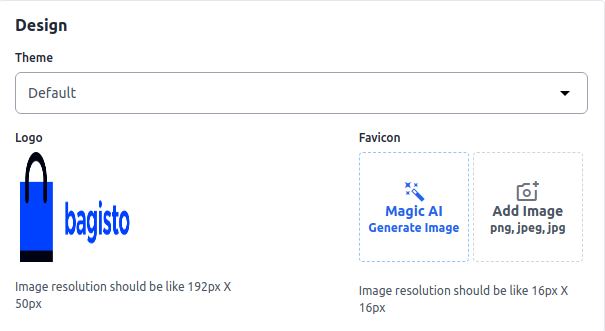 Design
Theme
Default
Logo
Favicon
bagisto
Magic AI
Generate Image
Add Image
png, jpeg, jpg
Image resolution should be like 192px X
50px
Image resolution should be like 16px X
16px